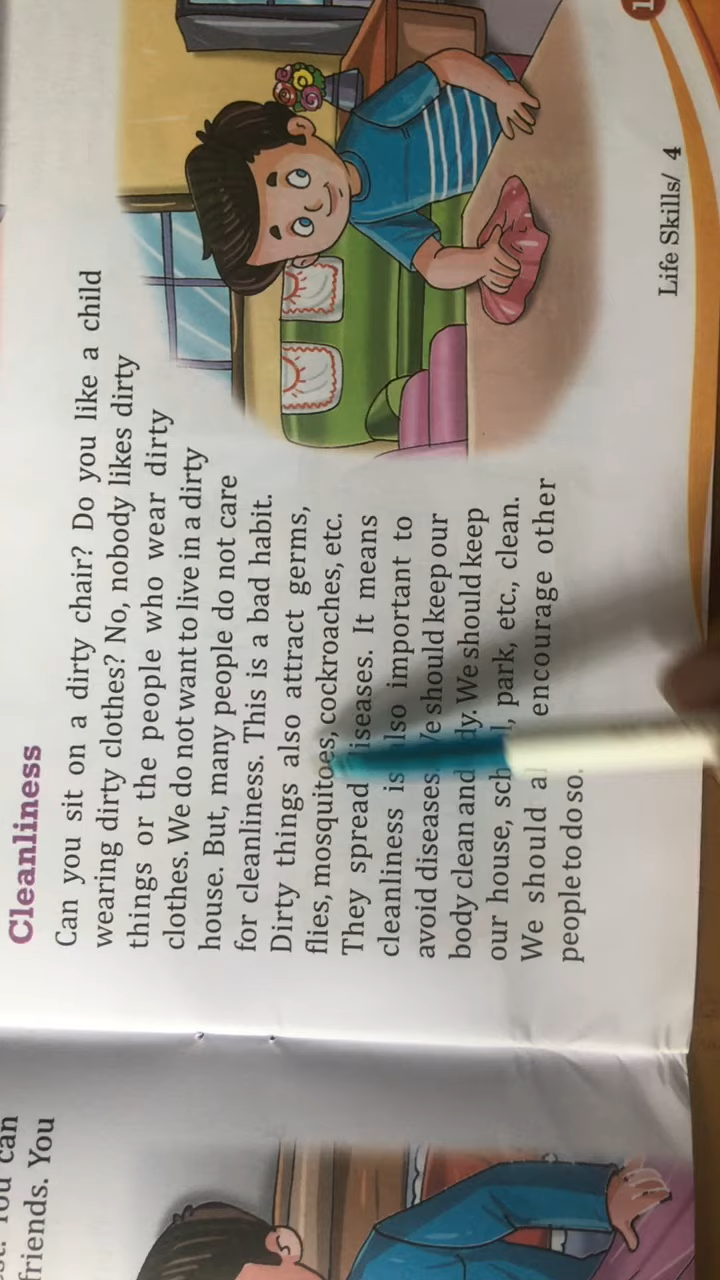 friends. You
Cleanliness
Can you sit on a dirty chair? Do you like a child
wearing dirty clothes? No, nobody likes dirty
things or the people who wear dirty
clothes. We do not want to live in a dirty
house. But, many people do not care
for cleanliness. This is a bad habit.
Dirty things also attract germs,
flies, mosquitoes, cockroaches, etc.
They spread diseases. It means
cleanliness is also important to
avoid diseases. We should keep our
body clean and We should keep
our house, park, etc., clean.
We should encourage other
people to do so.
Life Skills/ 4